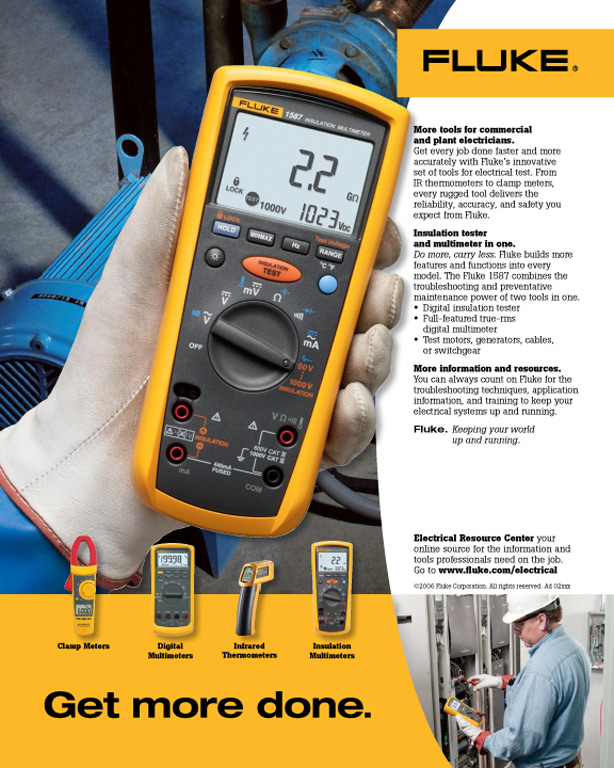 FLUKE®
FLUKE 1587 INSULATION MULTIMETER
2.2
GΩ
LOCK TEST 1000V 1023 VDC
LOCK
HOLD
MINMAX
Hz
Test Voltage
RANGE
°C °F
INSULATION
TEST
mV
Ω
V
V
mA
OFF
50V
1000V
INSULATION
VΩ
INSULATION
600V CAT IV
1000V CAT III
440mA
FUSED
mA
COM
More tools for commercial
and plant electricians.
Get every job done faster and more
accurately with Fluke's innovative
set of tools for electrical test. From
IR thermometers to clamp meters,
every rugged tool delivers the
reliability, accuracy, and safety you
expect from Fluke.
Insulation tester
and multimeter in one.
Do more, carry less. Fluke builds more
features and functions into every
model. The Fluke 1587 combines the
troubleshooting and preventative
maintenance power of two tools in one.
• Digital insulation tester
• Full-featured true-rms
digital multimeter
• Test motors, generators, cables,
or switchgear
More information and resources.
You can always count on Fluke for the
troubleshooting techniques, application
information, and training to keep your
electrical systems up and running.
Fluke. Keeping your world
up and running.
Electrical Resource Center your
online source for the information and
tools professionals need on the job.
Go to www.fluke.com/electrical
©2006 Fluke Corporation. All rights reserved. Ad 02xxx
Clamp Meters
Digital
Multimeters
Infrared
Thermometers
Insulation
Multimeters
Get more done.